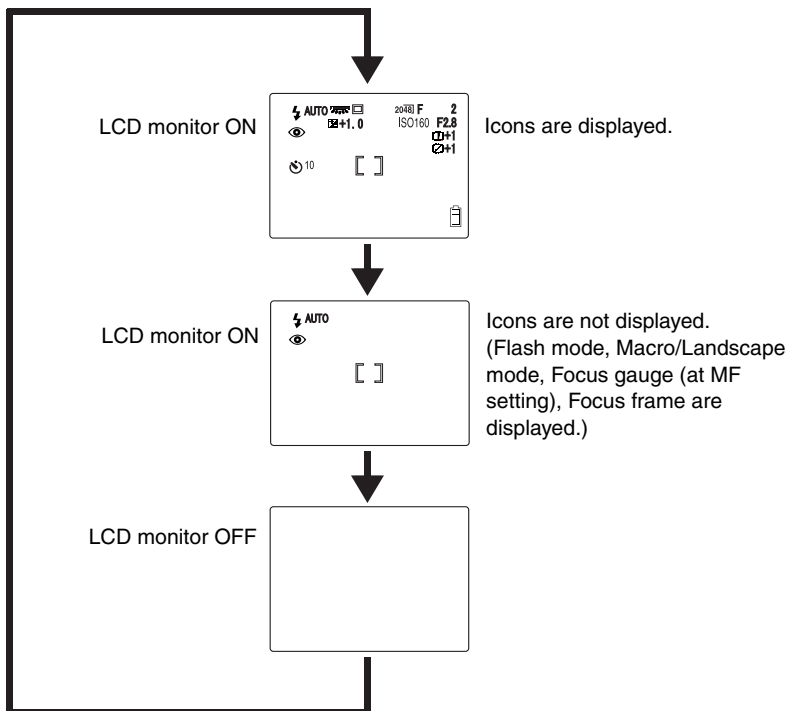 LCD monitor ON
AUTO
2048 F 2
+1.0
ISO160 F2.8
+1
+1
10
Icons are displayed.
LCD monitor ON
AUTO
Icons are not displayed.
(Flash mode, Macro/Landscape
mode, Focus gauge (at MF
setting), Focus frame are
displayed.)
LCD monitor OFF